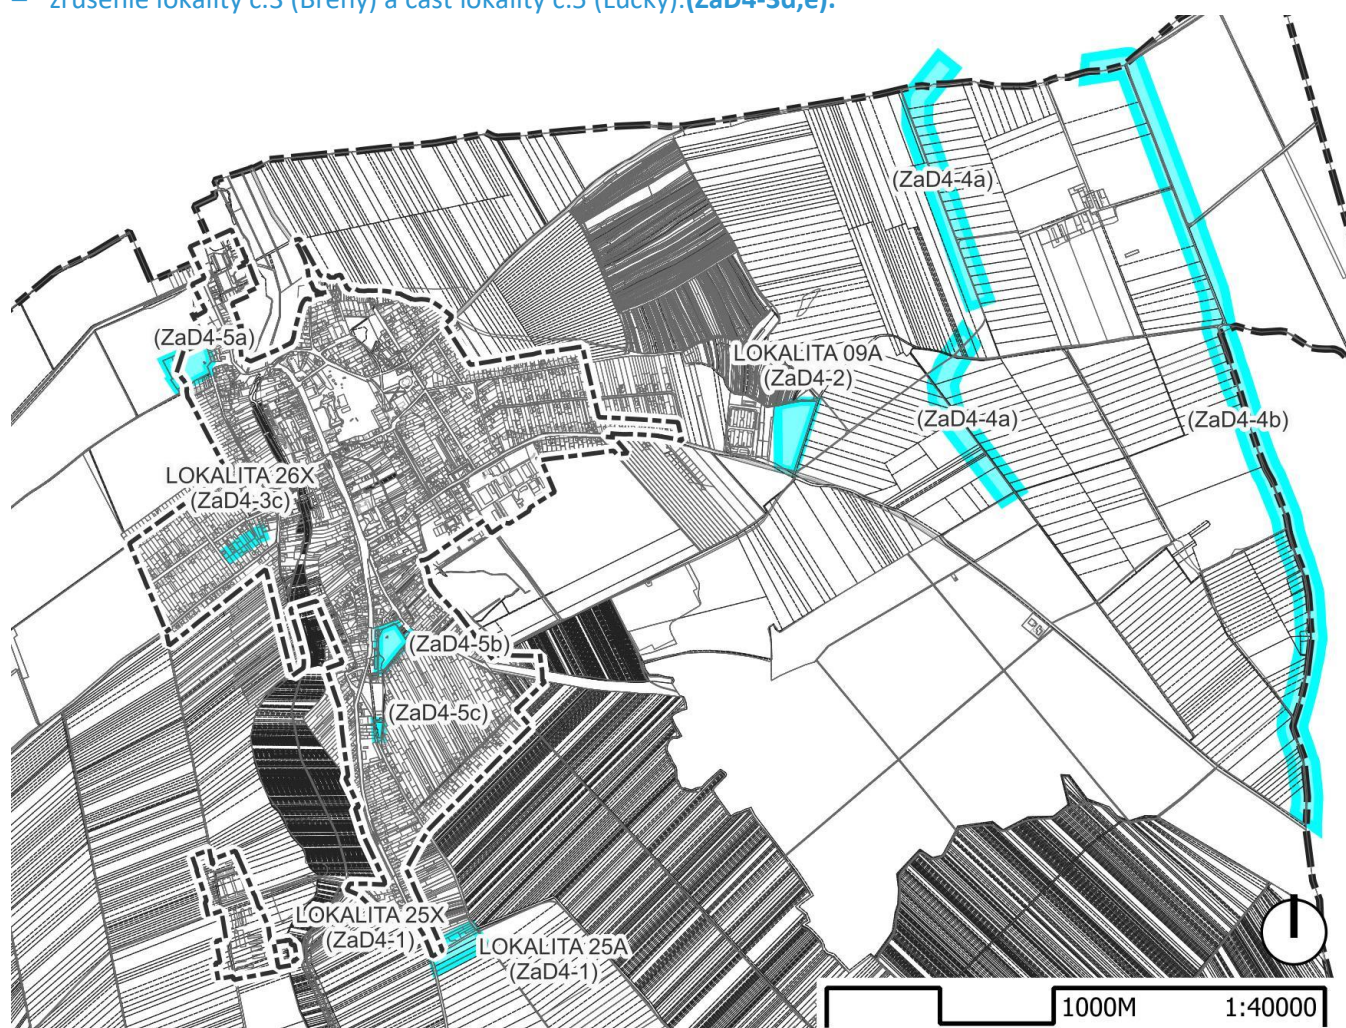 – zrušenie lokality č.3 (Brehy) a časť lokality č.5 (Lúčky).(ZaD4-3d,e).
(ZaD4-4a)
(ZaD4-5a)
LOKALITA 09A
(ZaD4-2)
(ZaD4-4a)
(ZaD4-4b)
LOKALITA 26X
(ZaD4-3c)
(ZaD4-5b)
(ZaD4-5c)
LOKALITA 25X
(ZaD4-1)
LOKALITA 25A
(ZaD4-1)
1000M 1:40000